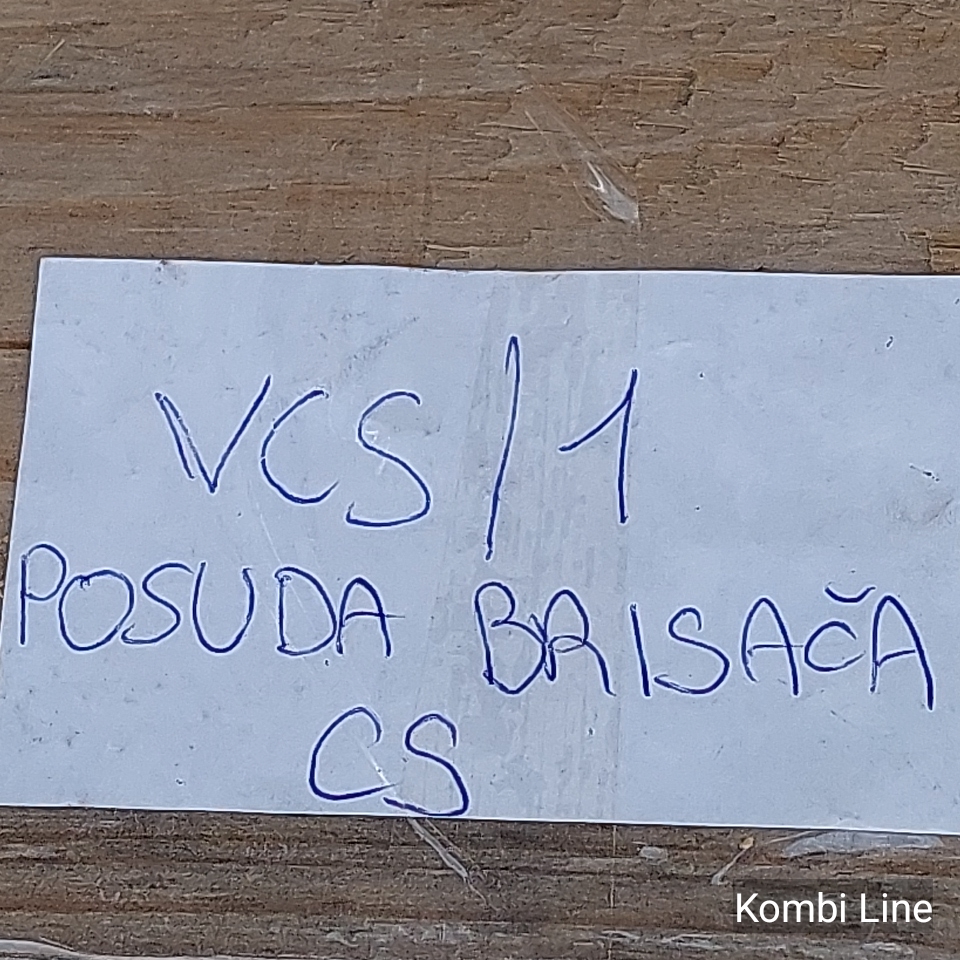 VCS/1
POSUDA BRISAČA
CS
Kombi Line